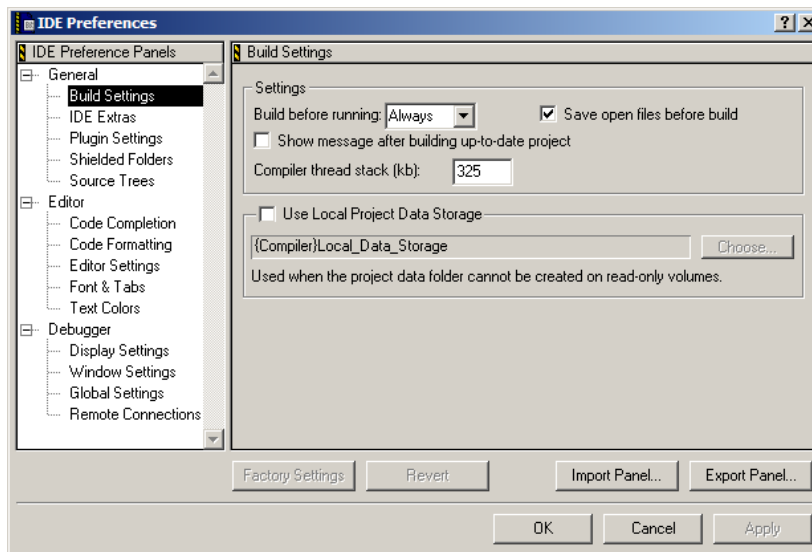 IDE Preferences
IDE Preference Panels
General
Build Settings
IDE Extras
Plugin Settings
Shielded Folders
Source Trees
Editor
Code Completion
Code Formatting
Editor Settings
Font & Tabs
Text Colors
Debugger
Display Settings
Window Settings
Global Settings
Remote Connections
Build Settings
Settings
Build before running: Always Save open files before build
Show message after building up-to-date project
Compiler thread stack (kb): 325
Use Local Project Data Storage
{Compiler}Local_Data_Storage Choose...
Used when the project data folder cannot be created on read-only volumes.
Factory Settings Revert Import Panel... Export Panel...
OK Cancel Apply